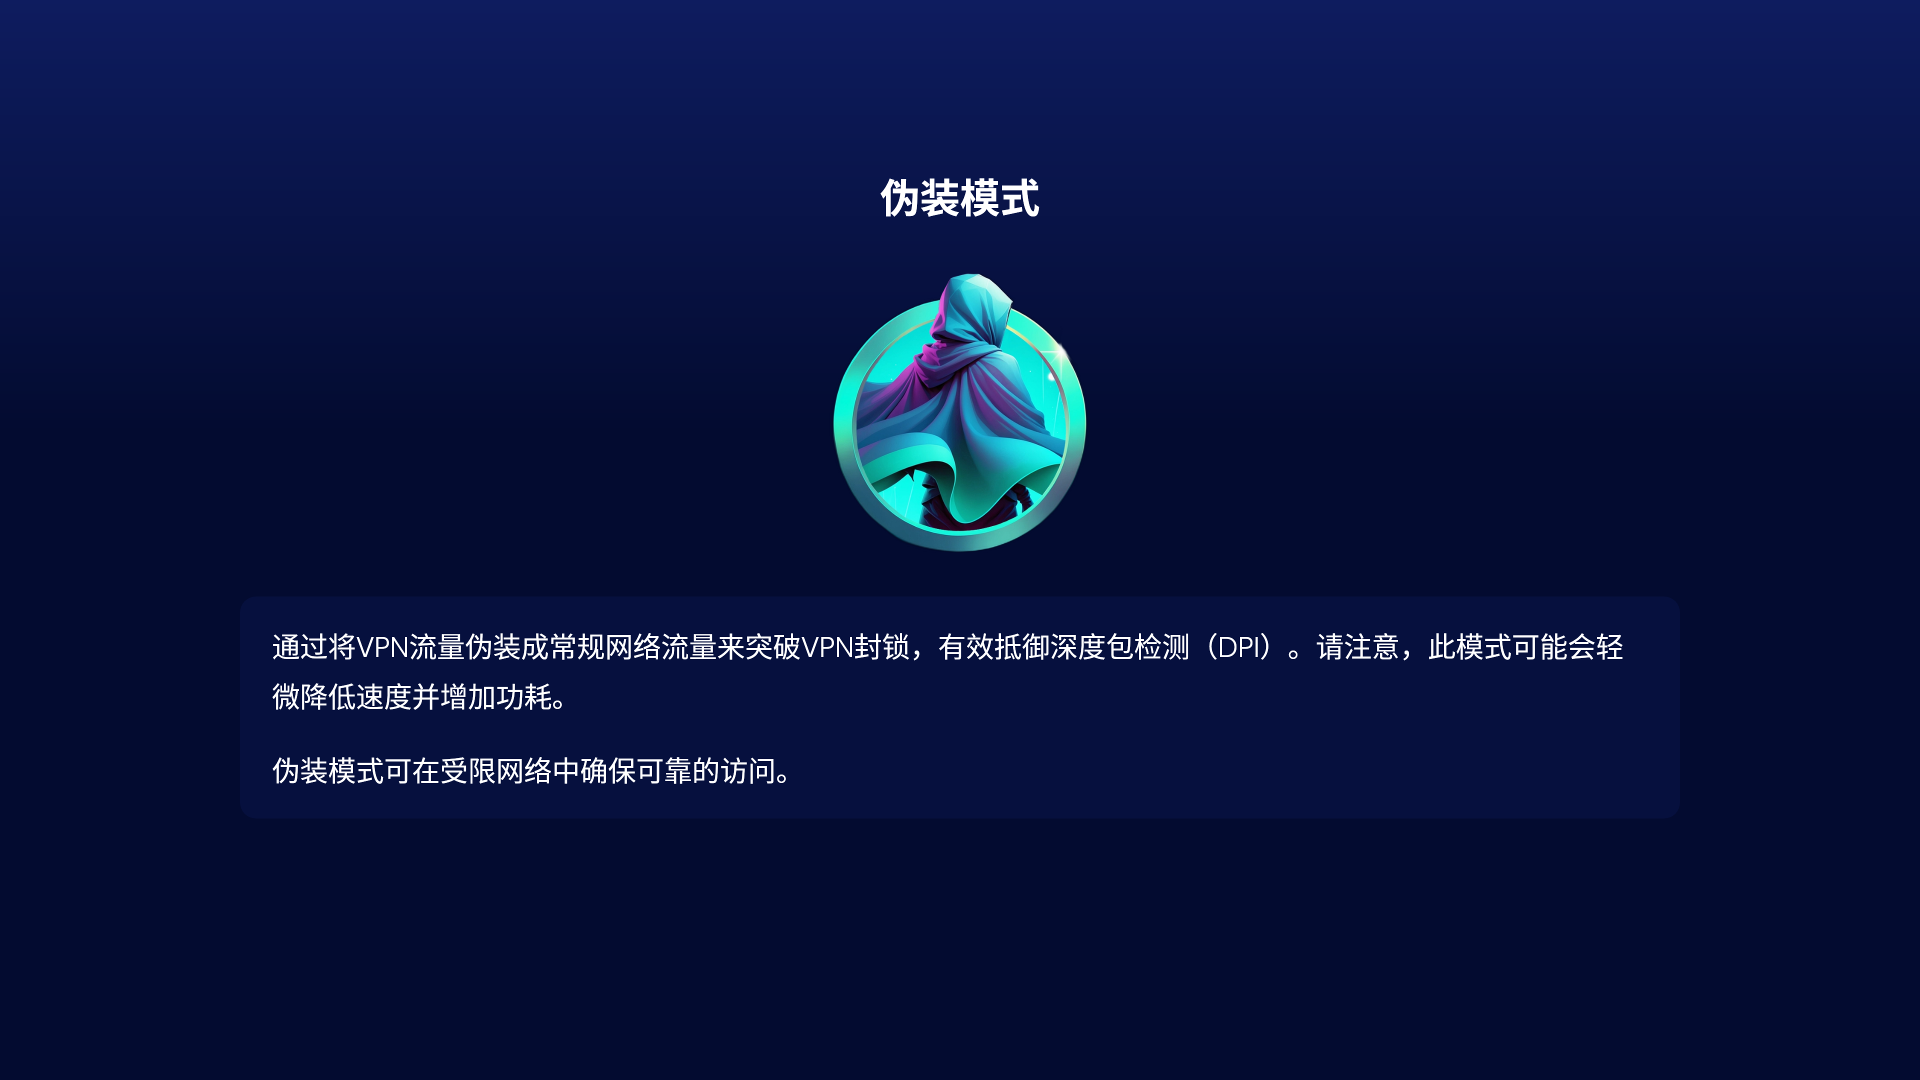 伪装模式
通过将VPN流量伪装成常规网络流量来突破VPN封锁，有效抵御深度包检测（DPI）。请注意，此模式可能会轻
微降低速度并增加功耗。
伪装模式可在受限网络中确保可靠的访问。